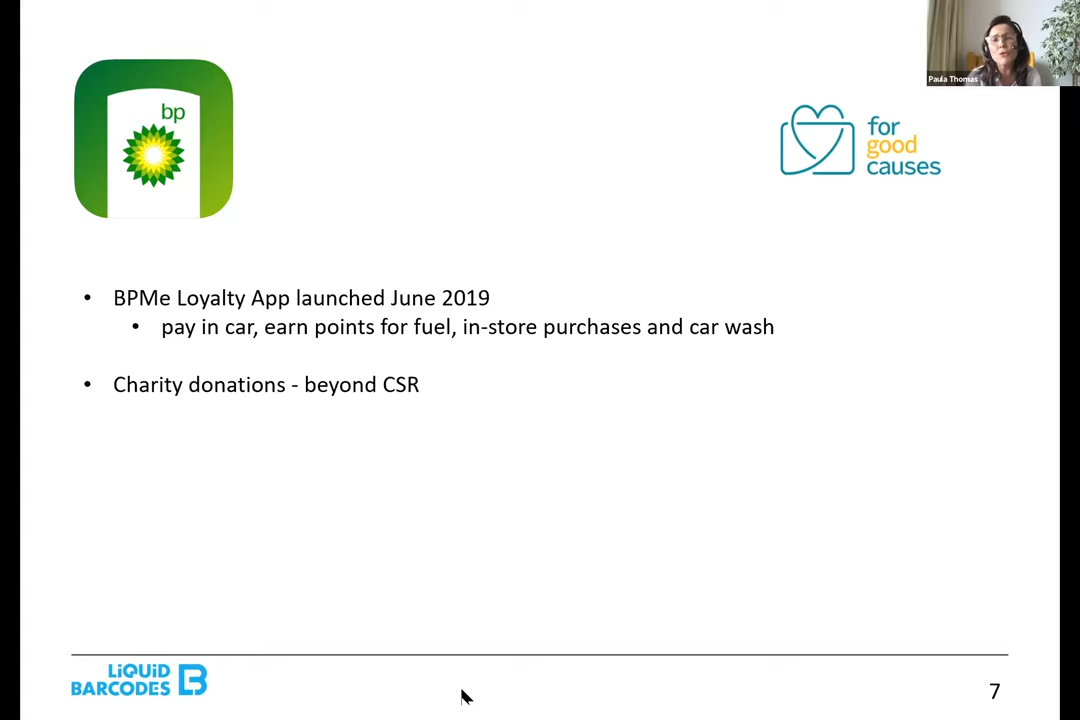 Paula Thomas
bp
for
good
causes
• BPMe Loyalty App launched June 2019
• pay in car, earn points for fuel, in-store purchases and car wash
• Charity donations - beyond CSR
LIQUID
BARCODES
7